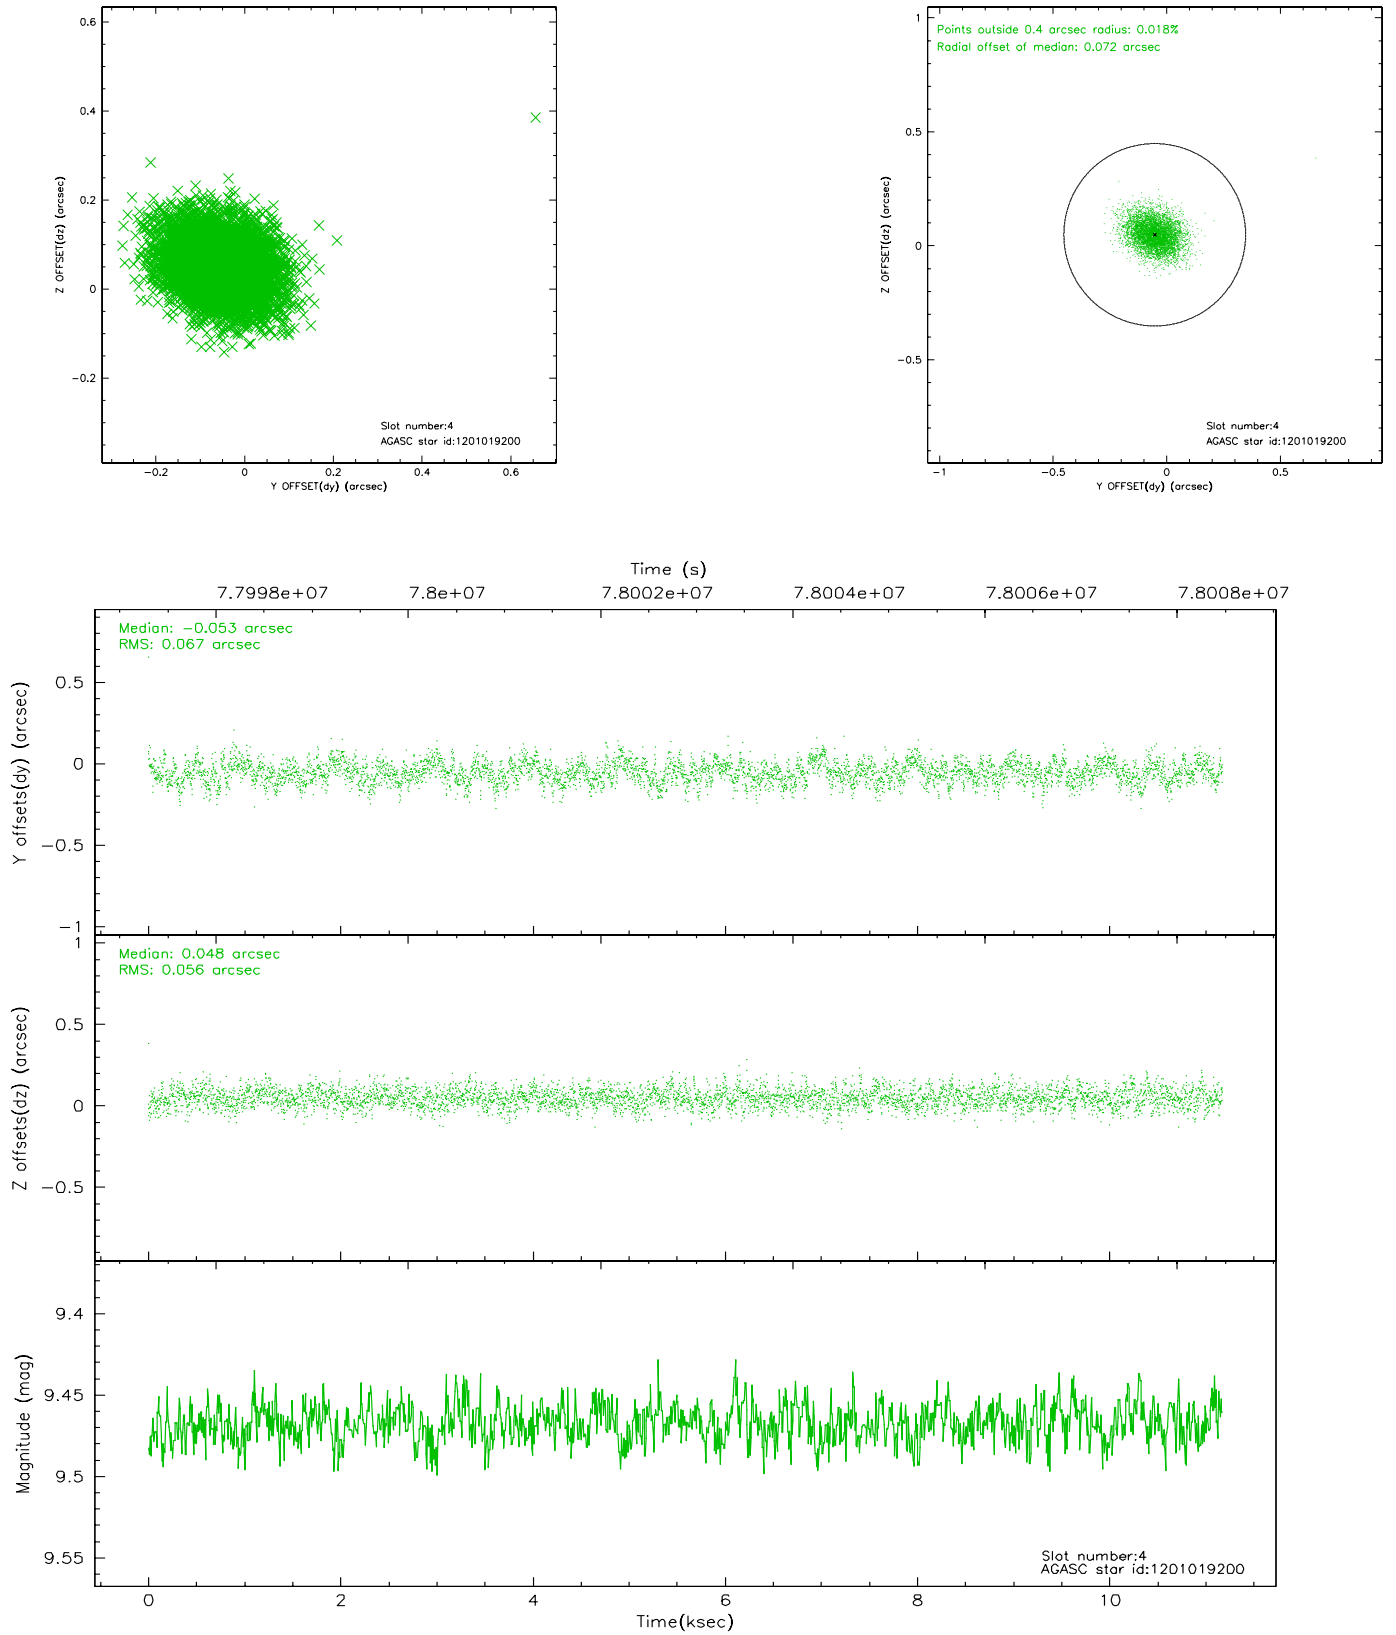 0.6
0.4
0.2
0
−0.2
Z OFFSET(dz) (arcsec)
Slot number:4
AGASC star id:1201019200
−0.2 0 0.2 0.4 0.6
Y OFFSET(dy) (arcsec)
Points outside 0.4 arcsec radius: 0.018%
Radial offset of median: 0.072 arcsec
1
0.5
0
−0.5
Z OFFSET(dz) (arcsec)
Slot number:4
AGASC star id:1201019200
−1 −0.5 0 0.5
Y OFFSET(dy) (arcsec)
Time (s)
7.7998e+07 7.8e+07 7.8002e+07 7.8004e+07 7.8006e+07 7.8008e+07
Median: −0.053 arcsec
RMS: 0.067 arcsec
0.5
0
−0.5
−1
Y offsets(dy) (arcsec)
Median: 0.048 arcsec
RMS: 0.056 arcsec
1
0.5
0
−0.5
Z offsets(dz) (arcsec)
9.4
9.45
9.5
9.55
Magnitude (mag)
Slot number:4
AGASC star id:1201019200
0 2 4 6 8 10
Time(ksec)